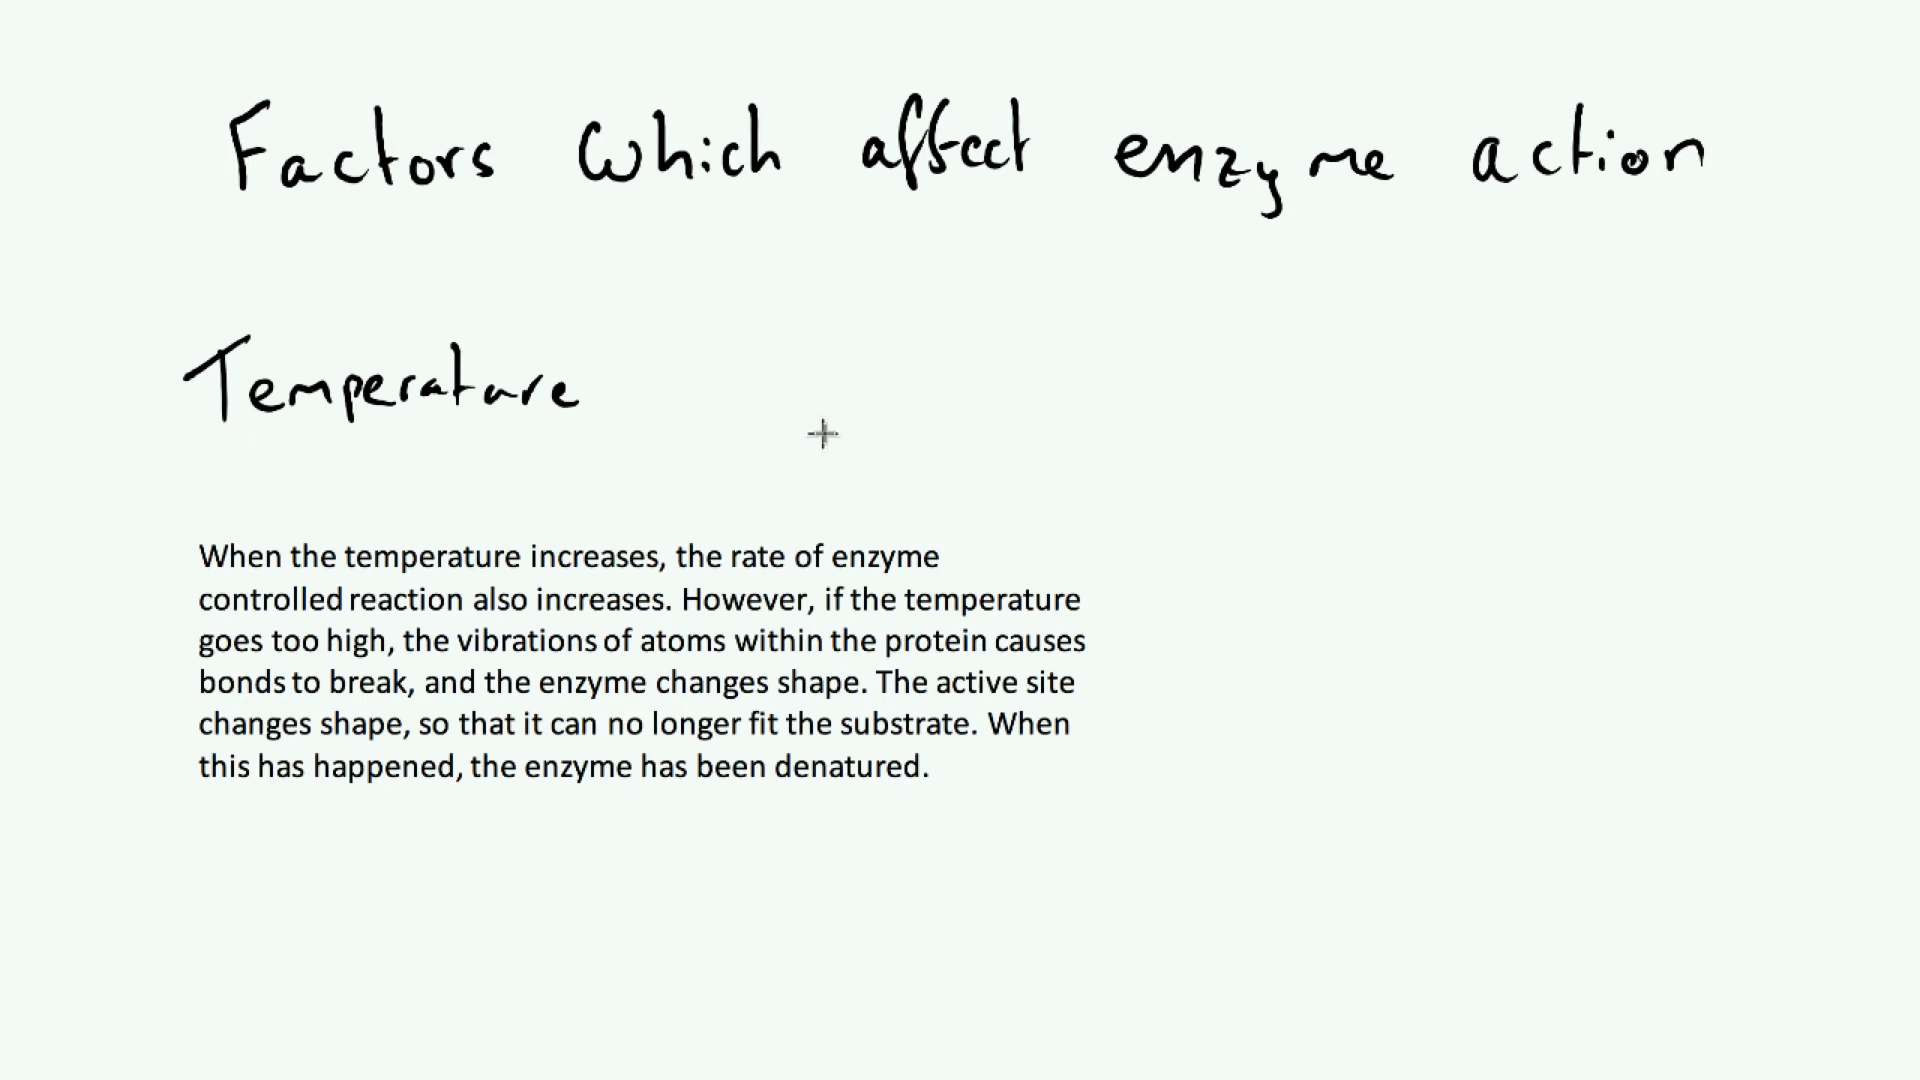 Factors which affect enzyme action
Temperature
When the temperature increases, the rate of enzyme
controlled reaction also increases. However, if the temperature
goes too high, the vibrations of atoms within the protein causes
bonds to break, and the enzyme changes shape. The active site
changes shape, so that it can no longer fit the substrate. When
this has happened, the enzyme has been denatured.